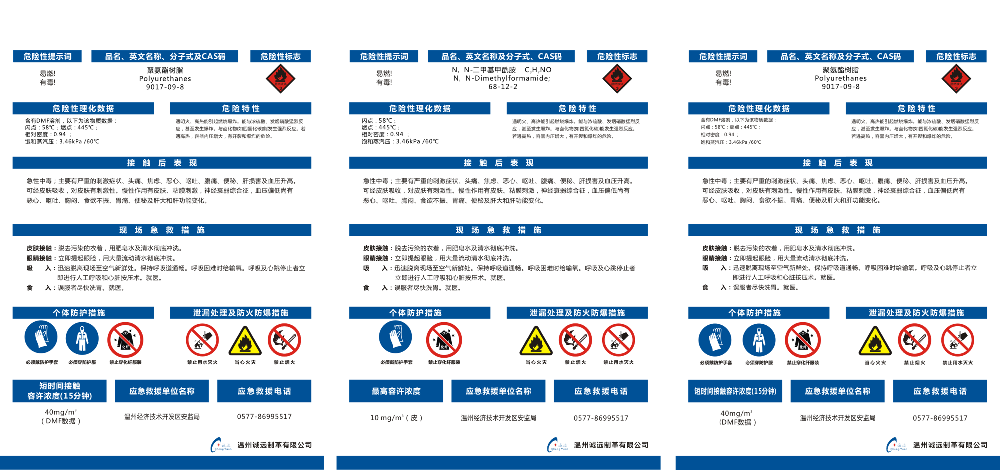 危险性提示词
品名、英文名称、分子式及CAS码
危险性标志
易燃!
有毒!
聚氨酯树脂
Polyurethanes
9017-09-8
易燃液体
3
危险性理化数据
危险特性
含有DMF溶剂，以下为该物质数据：
闪点：58℃；燃点：445℃；
相对密度：0.94 ；
饱和蒸汽压：3.46kPa /60℃
遇明火、高热能引起燃烧爆炸。能与浓硫酸、发烟硝酸猛烈反
应，甚至发生爆炸。与卤化物(如四氯化碳)能发生强烈反应。若
遇高热，容器内压增大，有开裂和爆炸的危险。
接触后表现
急性中毒；主要有严重的刺激症状、头痛、焦虑、恶心、呕吐、腹痛、便秘、肝损害及血压升高。
可经皮肤吸收，对皮肤有刺激性。慢性作用有皮肤、粘膜刺激，神经衰弱综合征，血压偏低尚有
恶心、呕吐、胸闷、食欲不振、胃痛、便秘及肝大和肝功能变化。
现场急救措施
皮肤接触：脱去污染的衣着，用肥皂水及清水彻底冲洗。
眼睛接触：立即提起眼睑，用大量流动清水彻底冲洗。
吸 入：迅速脱离现场至空气新鲜处。保持呼吸道通畅。呼吸困难时给输氧。呼吸及心跳停止者立
即进行人工呼吸和心脏按压术。就医。
食 入：误服者尽快洗胃。就医。
个体防护措施
泄漏处理及防火防爆措施
化纤
必须戴防护手套
必须穿防护服
禁止穿化纤服装
禁止用水灭火
当心火灾
禁止烟火
短时间接触
容许浓度(15分钟)
应急救援单位名称
应急救援电话
40mg/m³
（DMF数据）
温州经济技术开发区安监局
0577-86995517
诚远
Cheng Yuan
温州诚远制革有限公司
危险性提示词
品名、英文名称及分子式、CAS码
危险性标志
易燃!
有毒!
N, N-二甲基甲酰胺 C₃H₇NO
N, N-Dimethylformamide;
68-12-2
易燃液体
3
危险性理化数据
危险特性
闪点：58℃；
燃点：445℃；
相对密度：0.94 ；
饱和蒸汽压：3.46kPa /60℃
遇明火、高热能引起燃烧爆炸。能与浓硫酸、发烟硝酸猛烈反
应，甚至发生爆炸。与卤化物(如四氯化碳)能发生强烈反应。
若遇高热，容器内压增大，有开裂和爆炸的危险。
接触后表现
急性中毒；主要有严重的刺激症状、头痛、焦虑、恶心、呕吐、腹痛、便秘、肝损害及血压升高。
可经皮肤吸收，对皮肤有刺激性。慢性作用有皮肤、粘膜刺激，神经衰弱综合征，血压偏低尚有
恶心、呕吐、胸闷、食欲不振、胃痛、便秘及肝大和肝功能变化。
现场急救措施
皮肤接触：脱去污染的衣着，用肥皂水及清水彻底冲洗。
眼睛接触：立即提起眼睑，用大量流动清水彻底冲洗。
吸 入：迅速脱离现场至空气新鲜处。保持呼吸道通畅。呼吸困难时给输氧。呼吸及心跳停止者
立即进行人工呼吸和心脏按压术。就医。
食 入：误服者尽快洗胃。就医。
个体防护措施
泄漏处理及防火防爆措施
化纤
必须戴防护手套
禁止穿化纤服装
当心火灾
禁止烟火
禁止用水灭火
最高容许浓度
应急救援单位名称
应急救援电话
10 mg/m³（皮）
温州经济技术开发区安监局
0577-86995517
诚远
Cheng Yuan
温州诚远制革有限公司
危险性提示词
品名、英文名称及分子式、CAS码
危险性标志
易燃!
有毒!
聚氨酯树脂
Polyurethanes
9017-09-8
易燃液体
3
危险性理化数据
危险特性
含有DMF溶剂，以下为该物质数据：
闪点：58℃；燃点：445℃；
相对密度：0.94 ；
饱和蒸汽压：3.46kPa /60℃
遇明火、高热能引起燃烧爆炸。能与浓硫酸、发烟硝酸猛烈反
应，甚至发生爆炸。与卤化物(如四氯化碳)能发生强烈反应。
若遇高热，容器内压增大，有开裂和爆炸的危险。
接触后表现
急性中毒；主要有严重的刺激症状、头痛、焦虑、恶心、呕吐、腹痛、便秘、肝损害及血压升高。
可经皮肤吸收，对皮肤有刺激性。慢性作用有皮肤、粘膜刺激，神经衰弱综合征，血压偏低尚有
恶心、呕吐、胸闷、食欲不振、胃痛、便秘及肝大和肝功能变化。
现场急救措施
皮肤接触：脱去污染的衣着，用肥皂水及清水彻底冲洗。
眼睛接触：立即提起眼睑，用大量流动清水彻底冲洗。
吸 入：迅速脱离现场至空气新鲜处。保持呼吸道通畅。呼吸困难时给输氧。呼吸及心跳停止者立
即进行人工呼吸和心脏按压术。就医。
食 入：误服者尽快洗胃。就医。
个体防护措施
泄漏处理及防火防爆措施
化纤
必须戴防护手套
必须穿防护服
禁止穿化纤服装
当心火灾
禁止烟火
禁止用水灭火
短时间接触容许浓度(15分钟)
应急救援单位名称
应急救援电话
40mg/m³
(DMF数据）
温州经济技术开发区安监局
0577-86995517
诚远
Cheng Yuan
温州诚远制革有限公司